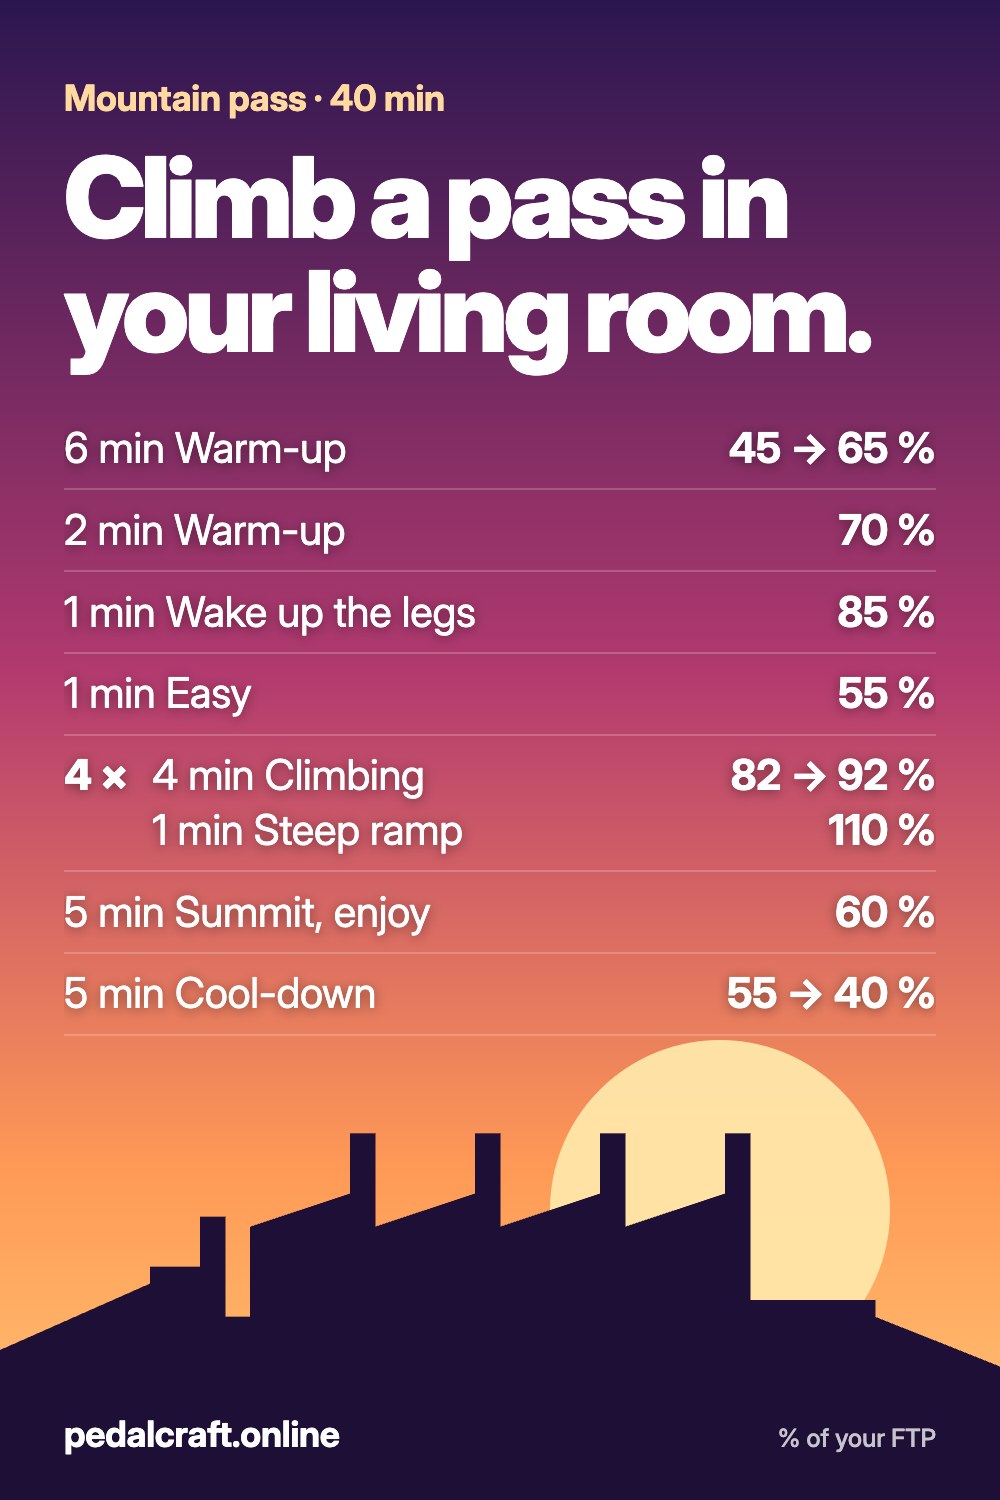 Mountain pass · 40 min
Climb a pass in
your living room.
6 min Warm-up 45 → 65 %
2 min Warm-up 70 %
1 min Wake up the legs 85 %
1 min Easy 55 %
4 × 4 min Climbing 82 → 92 %
1 min Steep ramp 110 %
5 min Summit, enjoy 60 %
5 min Cool-down 55 → 40 %
pedalcraft.online % of your FTP